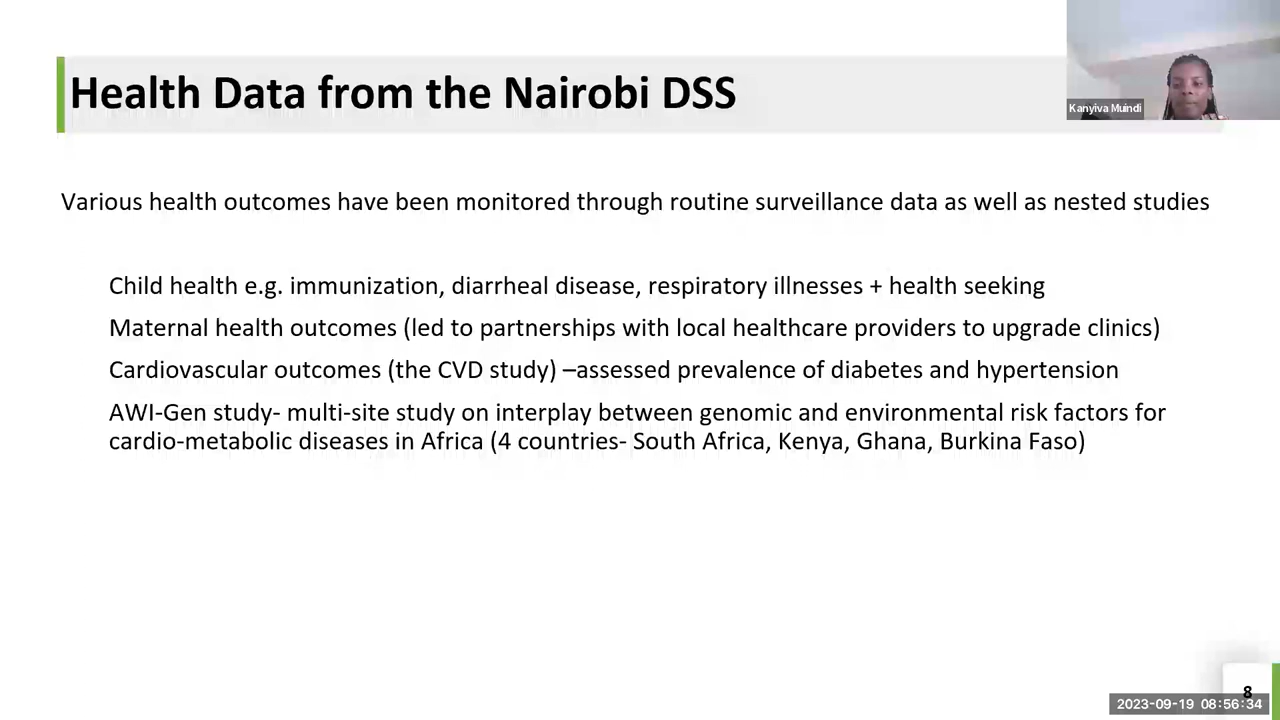 Health Data from the Nairobi DSS
Kanyiva Muindi
Various health outcomes have been monitored through routine surveillance data as well as nested studies
Child health e.g. immunization, diarrheal disease, respiratory illnesses + health seeking
Maternal health outcomes (led to partnerships with local healthcare providers to upgrade clinics)
Cardiovascular outcomes (the CVD study) –assessed prevalence of diabetes and hypertension
AWI-Gen study- multi-site study on interplay between genomic and environmental risk factors for
cardio-metabolic diseases in Africa (4 countries- South Africa, Kenya, Ghana, Burkina Faso)
8
2023-09-19 08:56:34